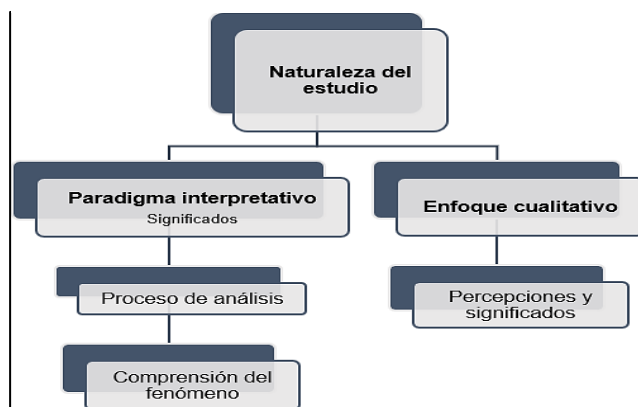 Naturaleza del
estudio
Paradigma interpretativo
Significados
Enfoque cualitativo
Proceso de análisis
Percepciones y
significados
Comprensión del
fenómeno